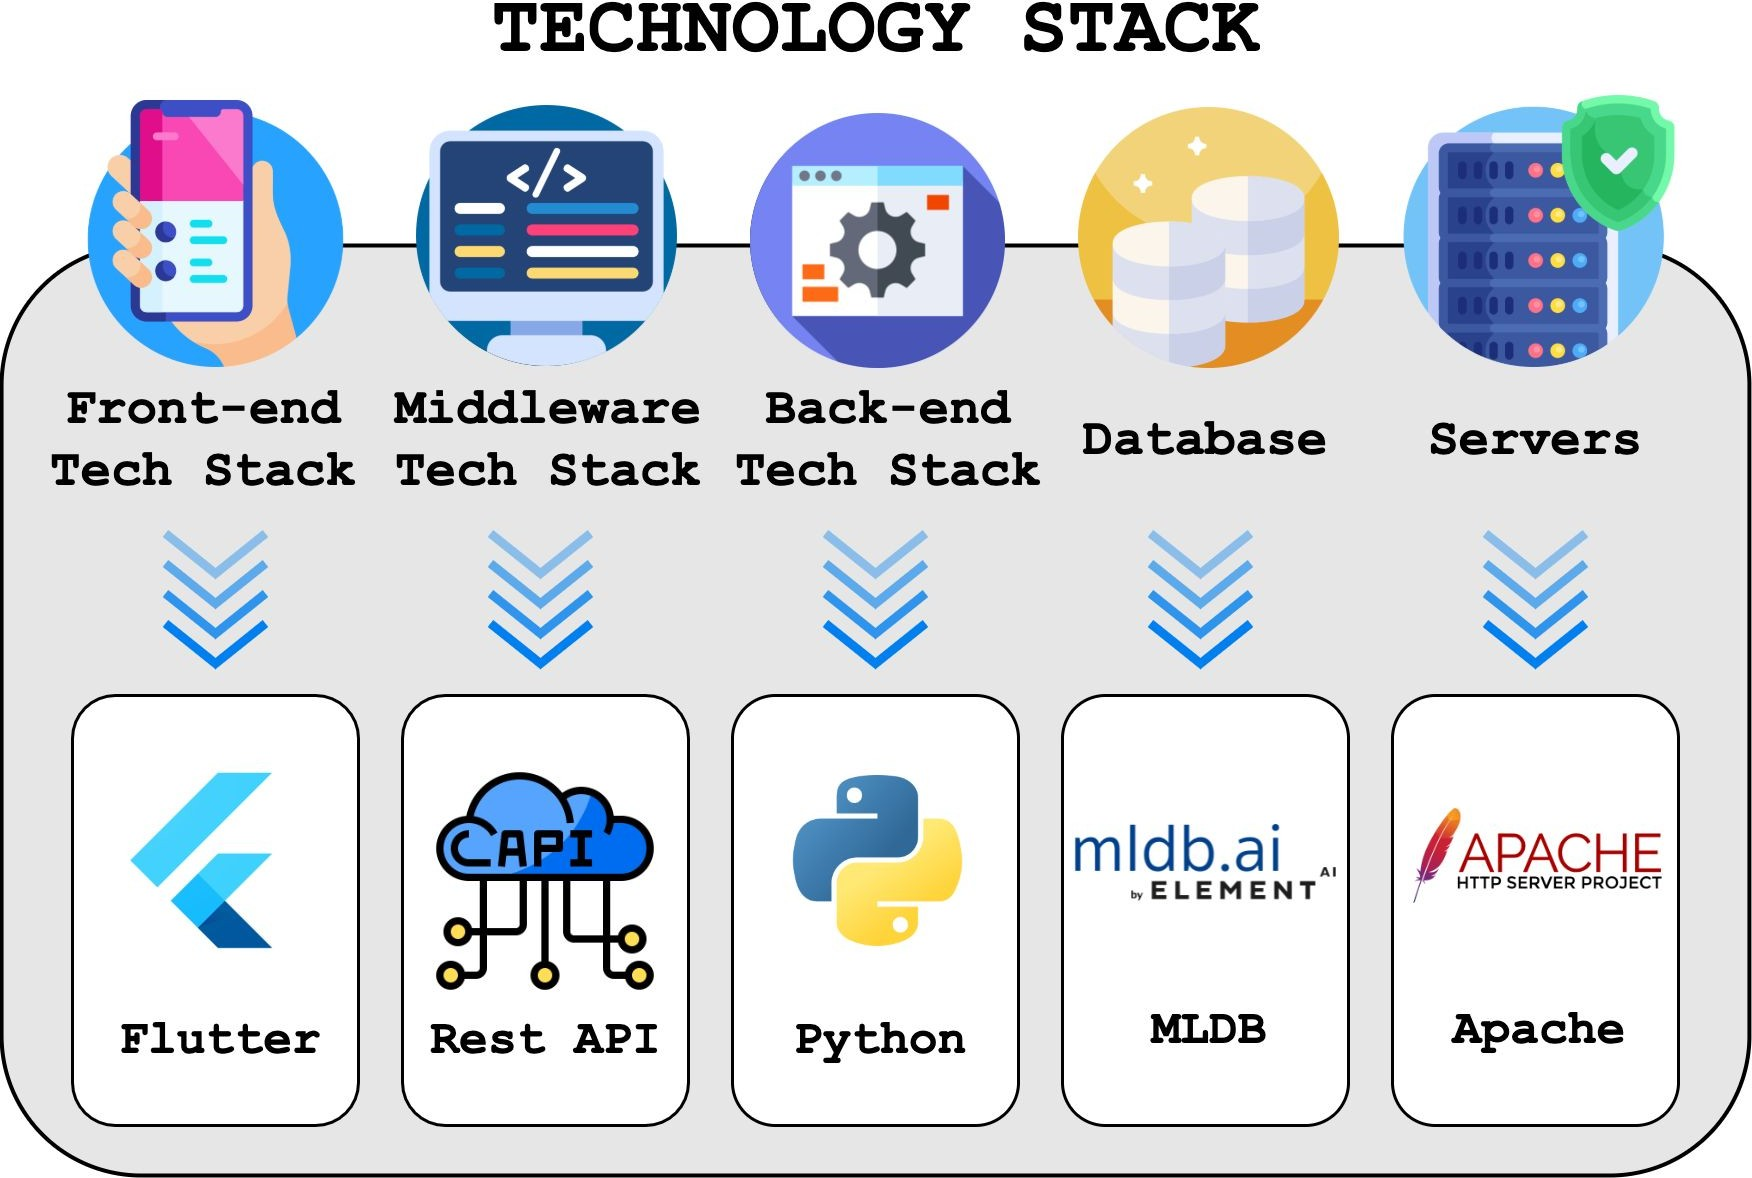 TECHNOLOGY STACK
</>
Front-end
Tech Stack
Middleware
Tech Stack
Back-end
Tech Stack
Database
Servers
API
Flutter
Rest API
Python
mldb.ai
by ELEMENT AI
MLDB
APACHE
HTTP SERVER PROJECT
Apache